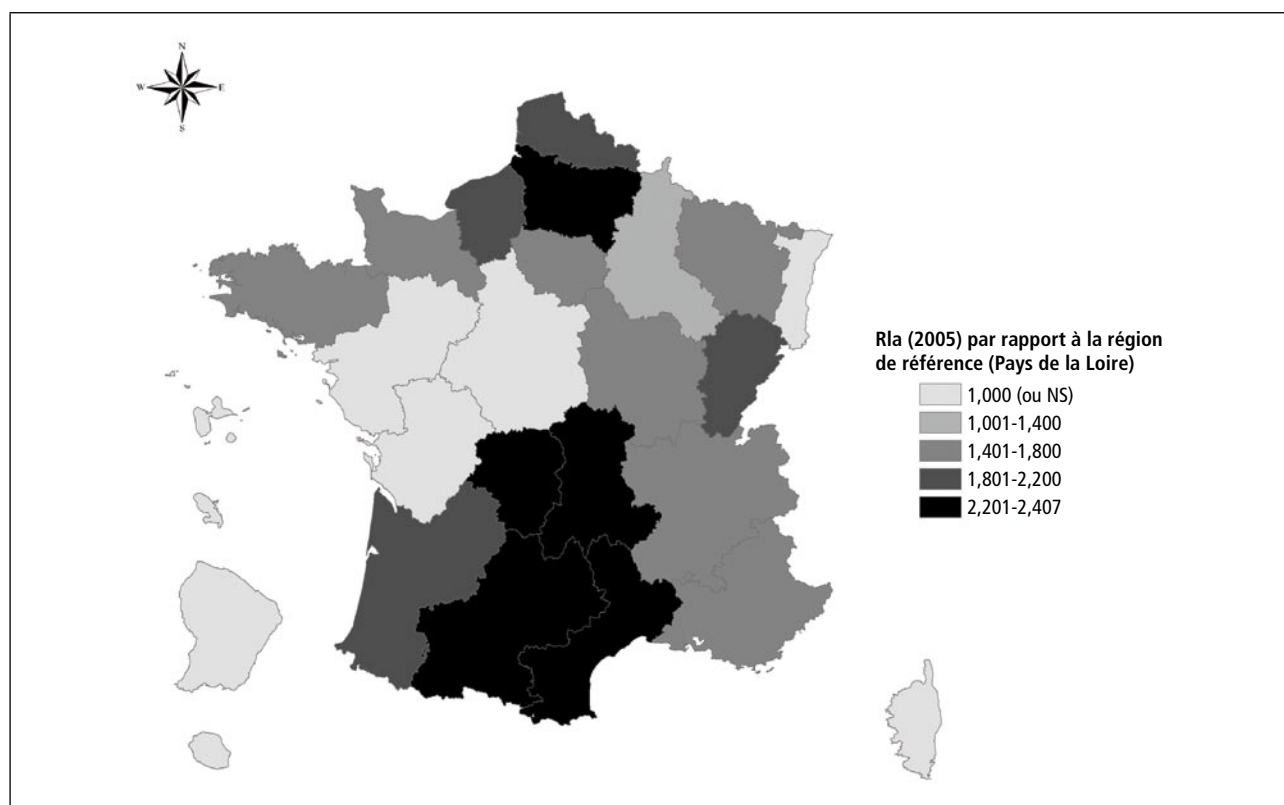 N
W E
S
RIa (2005) par rapport à la région
de référence (Pays de la Loire)
1,000 (ou NS)
1,001-1,400
1,401-1,800
1,801-2,200
2,201-2,407